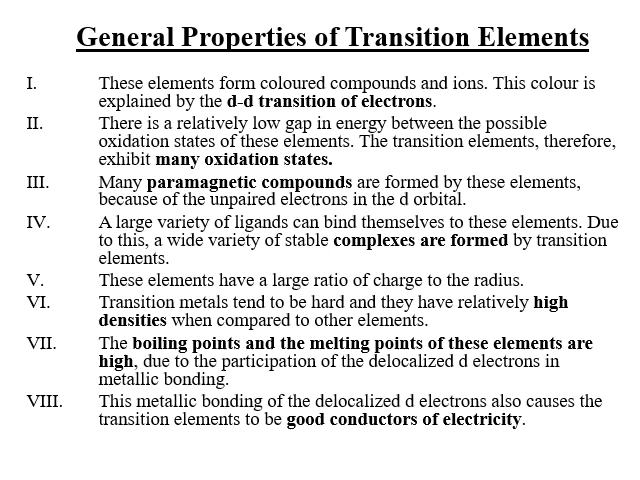 General Properties of Transition Elements
I. These elements form coloured compounds and ions. This colour is
explained by the d-d transition of electrons.
II. There is a relatively low gap in energy between the possible
oxidation states of these elements. The transition elements, therefore,
exhibit many oxidation states.
III. Many paramagnetic compounds are formed by these elements,
because of the unpaired electrons in the d orbital.
IV. A large variety of ligands can bind themselves to these elements. Due
to this, a wide variety of stable complexes are formed by transition
elements.
V. These elements have a large ratio of charge to the radius.
VI. Transition metals tend to be hard and they have relatively high
densities when compared to other elements.
VII. The boiling points and the melting points of these elements are
high, due to the participation of the delocalized d electrons in
metallic bonding.
VIII. This metallic bonding of the delocalized d electrons also causes the
transition elements to be good conductors of electricity.